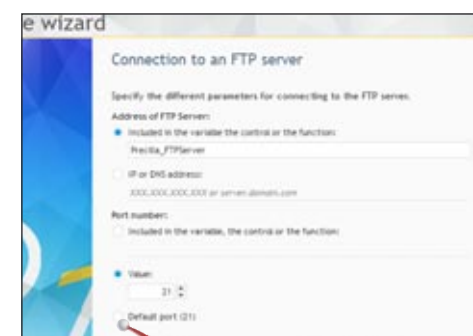 e wizard
Connection to an FTP server
Specify the different parameters for connecting to the FTP server.
Address of FTP Server:
Included in the variable the control or the function:
Precilla_FTPServer
IP or DNS address:
XXX.XXX.XXX.XXX or server.domain.com
Port number:
Included in the variable, the control or the function:
Value:
21
Default port (21)